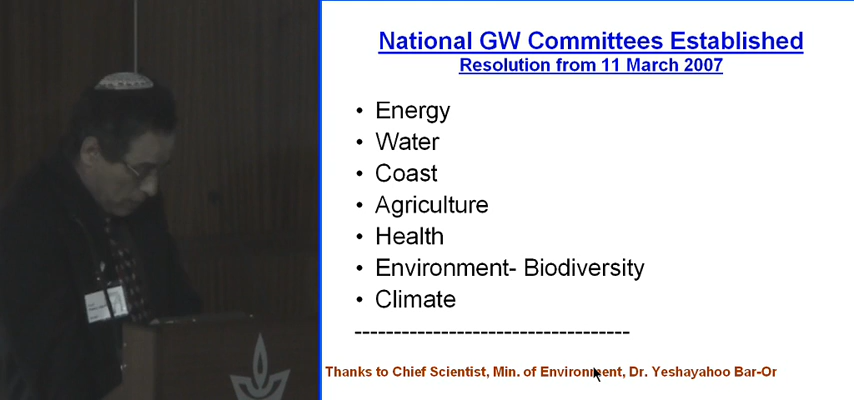 National GW Committees Established
Resolution from 11 March 2007
• Energy
• Water
• Coast
• Agriculture
• Health
• Environment- Biodiversity
• Climate
-----------------------------------
Thanks to Chief Scientist, Min. of Environment, Dr. Yeshayahoo Bar-Or